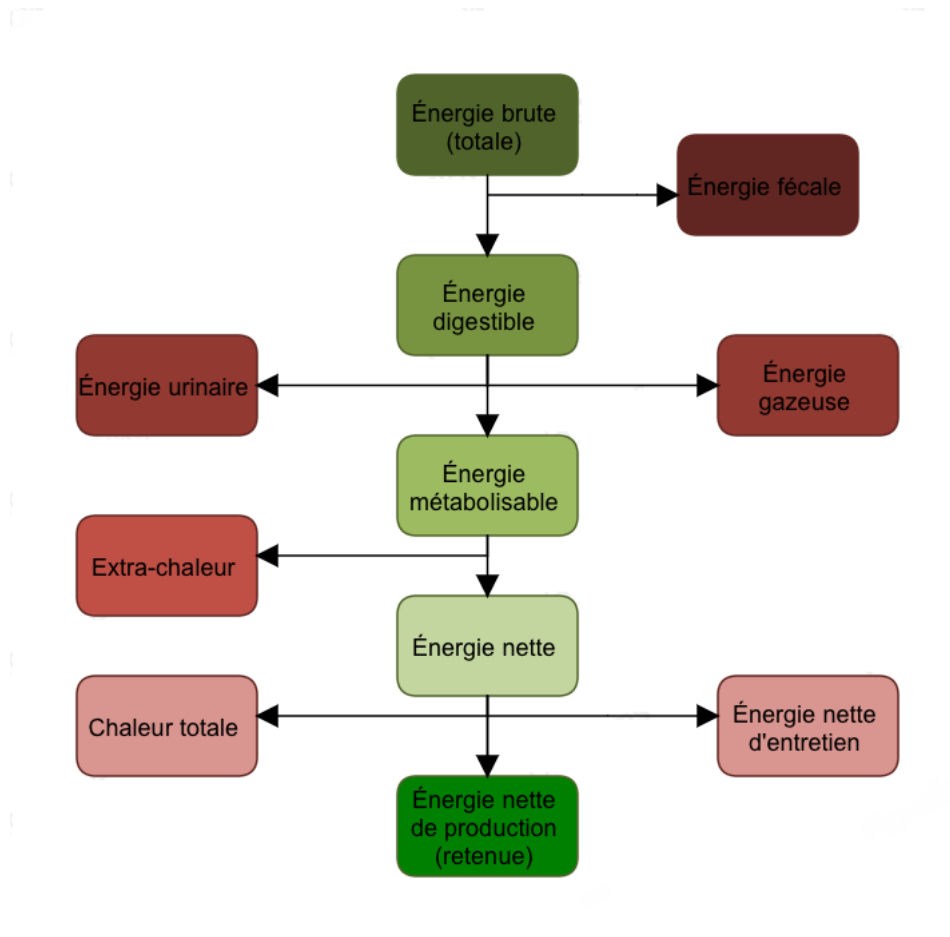 Énergie brute
(totale)
Énergie fécale
Énergie
digestible
Énergie urinaire
Énergie
gazeuse
Énergie
métabolisable
Extra-chaleur
Énergie nette
Chaleur totale
Énergie nette
d'entretien
Énergie nette
de production
(retenue)